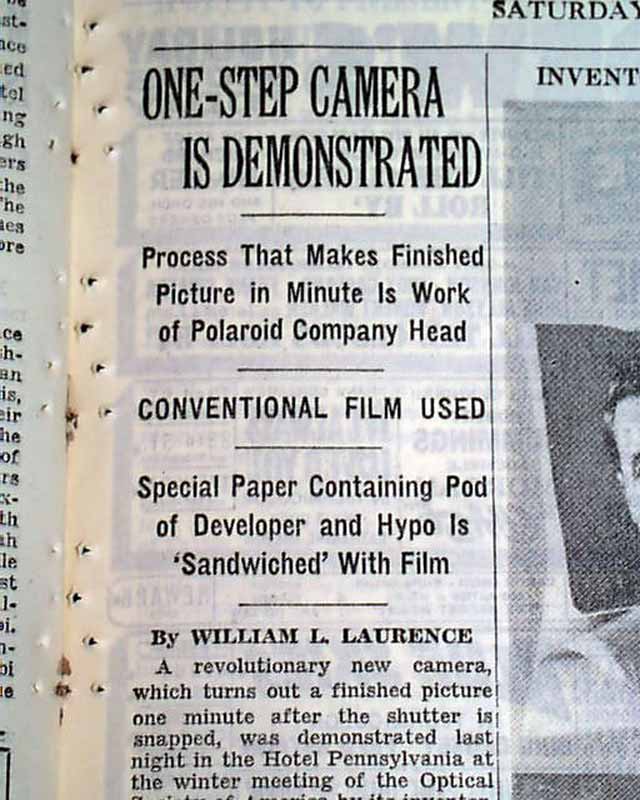 SATURDAY
INVENT
ONE-STEP CAMERA
IS DEMONSTRATED
Process That Makes Finished
Picture in Minute Is Work
of Polaroid Company Head
CONVENTIONAL FILM USED
Special Paper Containing Pod
of Developer and Hypo Is
‘Sandwiched’ With Film
By WILLIAM L. LAURENCE
A revolutionary new camera,
which turns out a finished picture
one minute after the shutter is
snapped, was demonstrated last
night in the Hotel Pennsylvania at
the winter meeting of the Optical